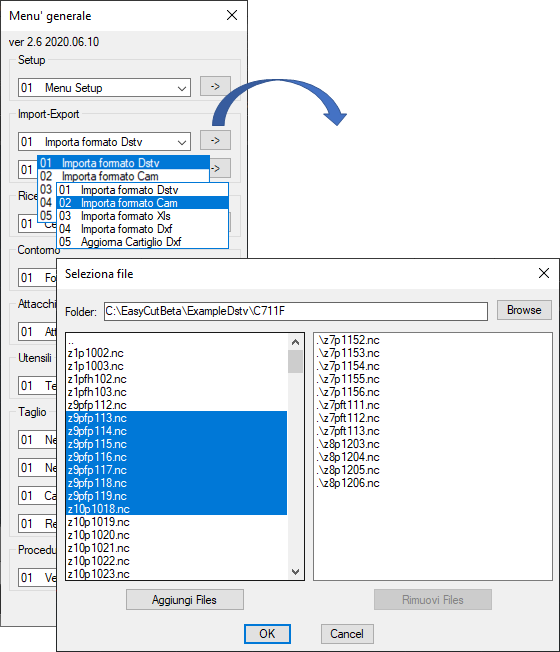 Menu' generale
ver 2.6 2020.06.10
Setup
01 Menu Setup
->
Import-Export
01 Importa formato Dstv
->
01
->
01 Importa formato Dstv
02 Importa formato Cam
03
04
05
01 Importa formato Dstv
02 Importa formato Cam
03 Importa formato Xls
04 Importa formato Dxf
05 Aggiorna Cartiglio Dxf
Rice
01 Ce
Contorno
01 Fo
Attacchi
01 Att
Utensili
01 Te
Taglio
01 Ne
01 Ne
01 Ca
01 Re
Procedu
01 Ve
Seleziona file
Folder: C:\EasyCutBeta\ExampleDstv\C711F
Browse
..
z1p1002.nc
z1p1003.nc
z1pfh102.nc
z1pfh103.nc
z9pfp112.nc
z9pfp113.nc
z9pfp114.nc
z9pfp115.nc
z9pfp116.nc
z9pfp117.nc
z9pfp118.nc
z9pfp119.nc
z10p1018.nc
z10p1019.nc
z10p1020.nc
z10p1021.nc
z10p1022.nc
z10p1023.nc
.\z7p1152.nc
.\z7p1153.nc
.\z7p1154.nc
.\z7p1155.nc
.\z7p1156.nc
.\z7pft111.nc
.\z7pft112.nc
.\z7pft113.nc
.\z8p1203.nc
.\z8p1204.nc
.\z8p1205.nc
.\z8p1206.nc
Aggiungi Files
Rimuovi Files
OK
Cancel